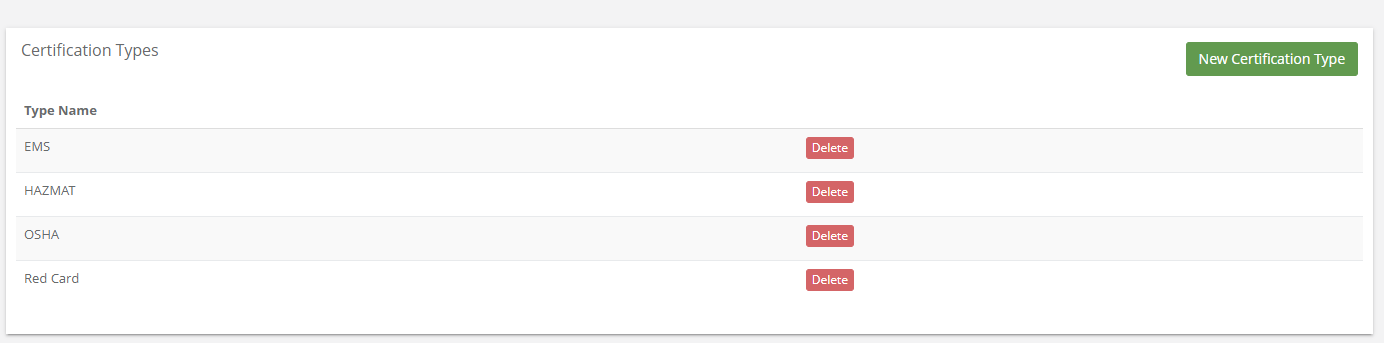 Certification Types
New Certification Type
Type Name
EMS Delete
HAZMAT Delete
OSHA Delete
Red Card Delete